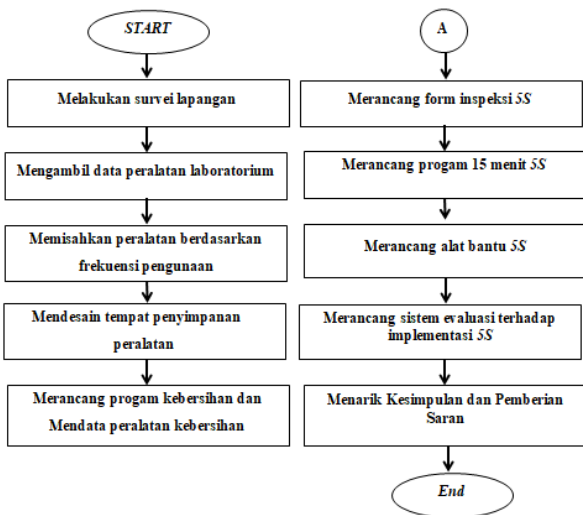 START
Melakukan survei lapangan
Mengambil data peralatan laboratorium
Memisahkan peralatan berdasarkan
frekuensi pengunaan
Mendesain tempat penyimpanan
peralatan
Merancang progam kebersihan dan
Mendata peralatan kebersihan
A
Merancang form inspeksi 5S
Merancang progam 15 menit 5S
Merancang alat bantu 5S
Merancang sistem evaluasi terhadap
implementasi 5S
Menarik Kesimpulan dan Pemberian
Saran
End